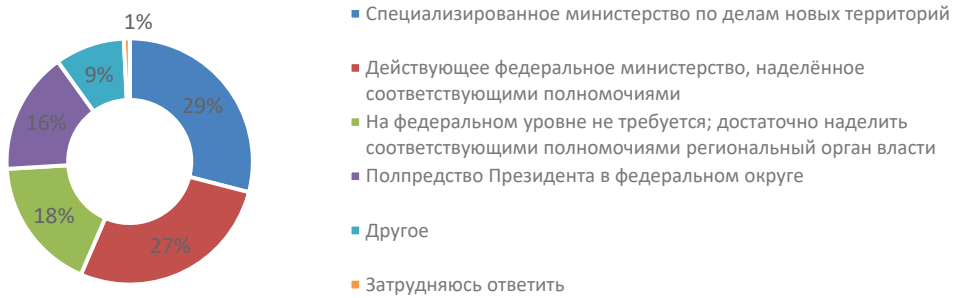 1%
9%
29%
16%
18%
27%
Специализированное министерство по делам новых территорий
Действующее федеральное министерство, наделённое
соответствующими полномочиями
На федеральном уровне не требуется; достаточно наделить
соответствующими полномочиями региональный орган власти
Полпредство Президента в федеральном округе
Другое
Затрудняюсь ответить